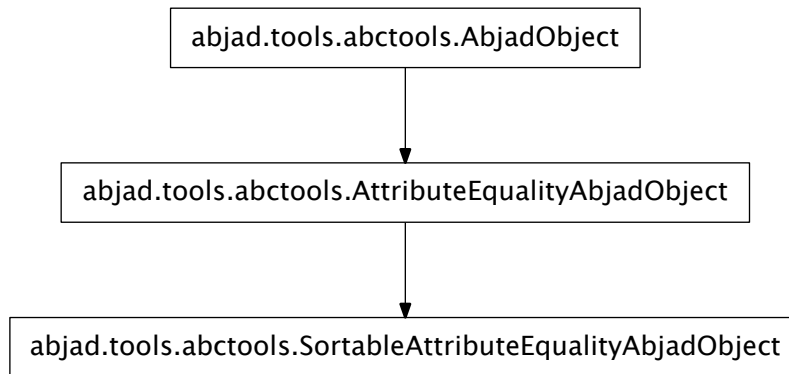 abjad.tools.abctools.AbjadObject
abjad.tools.abctools.AttributeEqualityAbjadObject
abjad.tools.abctools.SortableAttributeEqualityAbjadObject